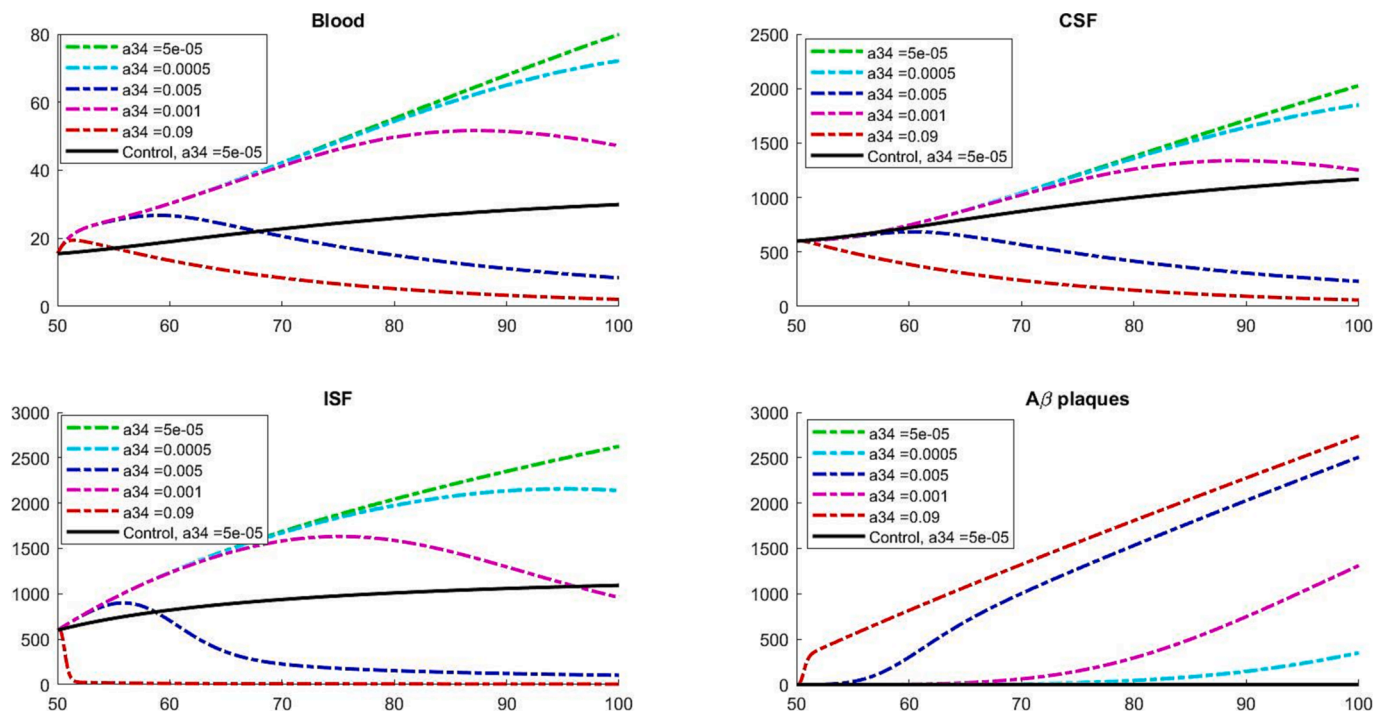 Blood
80
60
40
20
0
a34 =5e-05
a34 =0.0005
a34 =0.005
a34 =0.001
a34 =0.09
Control, a34 =5e-05
50 60 70 80 90 100
CSF
2500
2000
1500
1000
500
0
a34 =5e-05
a34 =0.0005
a34 =0.005
a34 =0.001
a34 =0.09
Control, a34 =5e-05
50 60 70 80 90 100
ISF
3000
2500
2000
1500
1000
500
0
a34 =5e-05
a34 =0.0005
a34 =0.005
a34 =0.001
a34 =0.09
Control, a34 =5e-05
50 60 70 80 90 100
Aβ plaques
3000
2500
2000
1500
1000
500
0
a34 =5e-05
a34 =0.0005
a34 =0.005
a34 =0.001
a34 =0.09
Control, a34 =5e-05
50 60 70 80 90 100